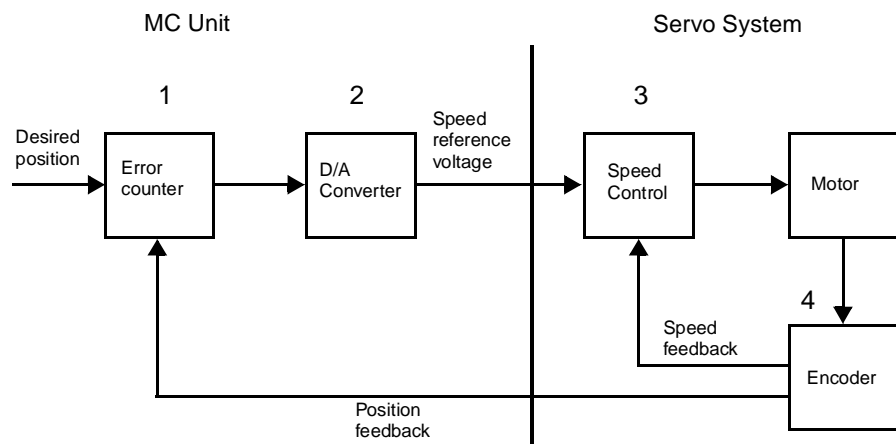 MC Unit
Servo System
1
2
3
Desired
position
Error
counter
D/A
Converter
Speed
reference
voltage
Speed
Control
Motor
4
Speed
feedback
Encoder
Position
feedback